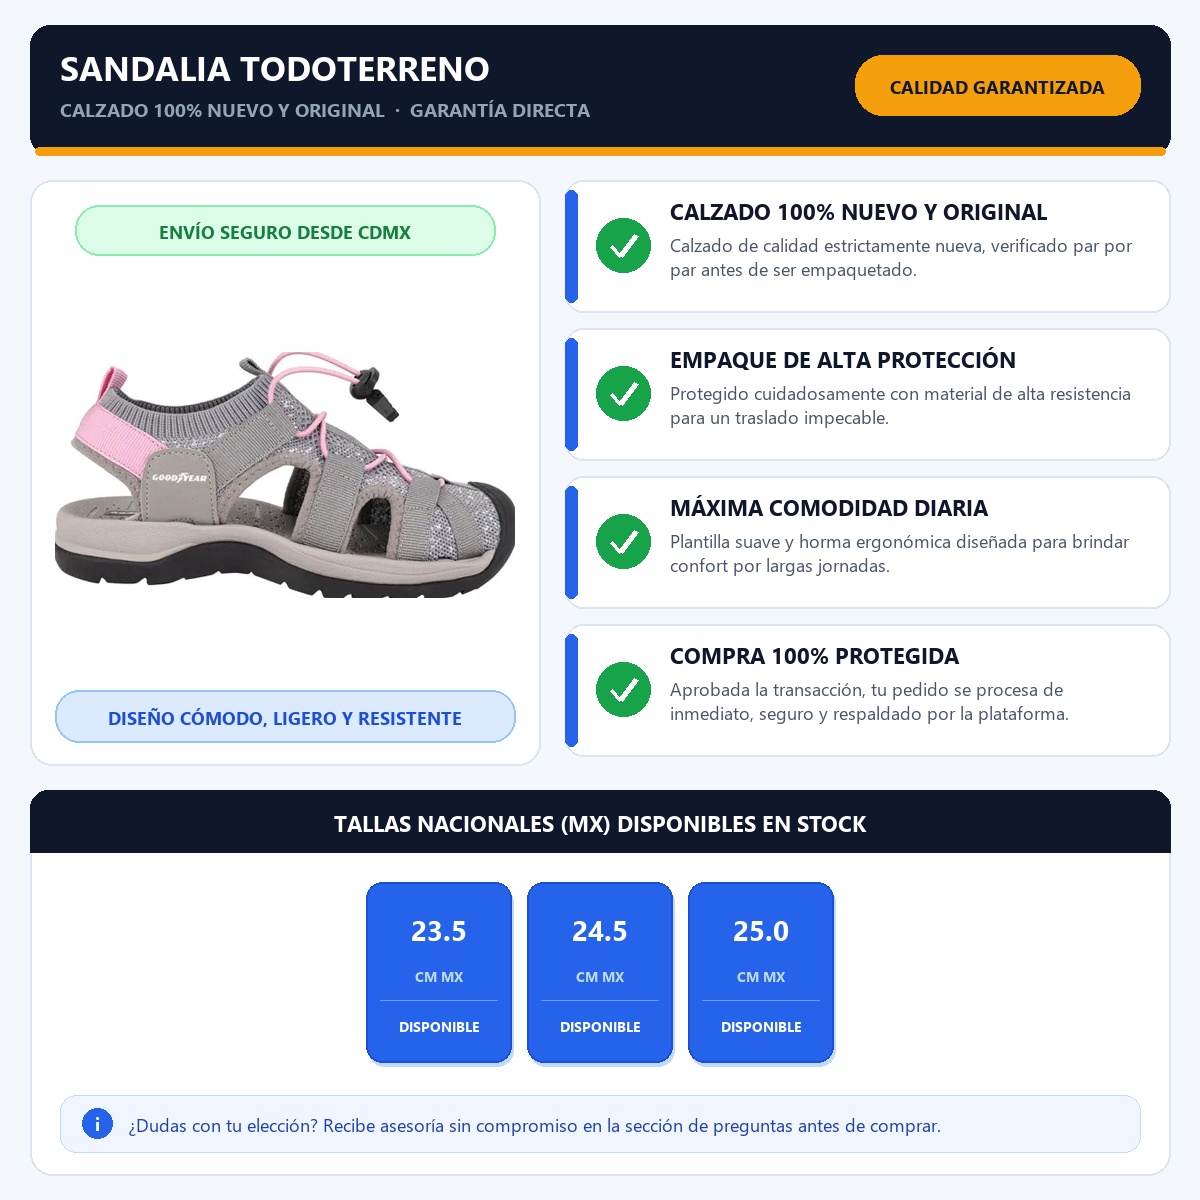 SANDALIA TODOTERRENO
CALZADO 100% NUEVO Y ORIGINAL · GARANTÍA DIRECTA
CALIDAD GARANTIZADA
ENVÍO SEGURO DESDE CDMX
GOODYEAR
DISEÑO CÓMODO, LIGERO Y RESISTENTE
CALZADO 100% NUEVO Y ORIGINAL
Calzado de calidad estrictamente nueva, verificado par por
par antes de ser empaquetado.
EMPAQUE DE ALTA PROTECCIÓN
Protegido cuidadosamente con material de alta resistencia
para un traslado impecable.
MÁXIMA COMODIDAD DIARIA
Plantilla suave y horma ergonómica diseñada para brindar
confort por largas jornadas.
COMPRA 100% PROTEGIDA
Aprobada la transacción, tu pedido se procesa de
inmediato, seguro y respaldado por la plataforma.
TALLAS NACIONALES (MX) DISPONIBLES EN STOCK
23.5
CM MX
DISPONIBLE
24.5
CM MX
DISPONIBLE
25.0
CM MX
DISPONIBLE
¿Dudas con tu elección? Recibe asesoría sin compromiso en la sección de preguntas antes de comprar.